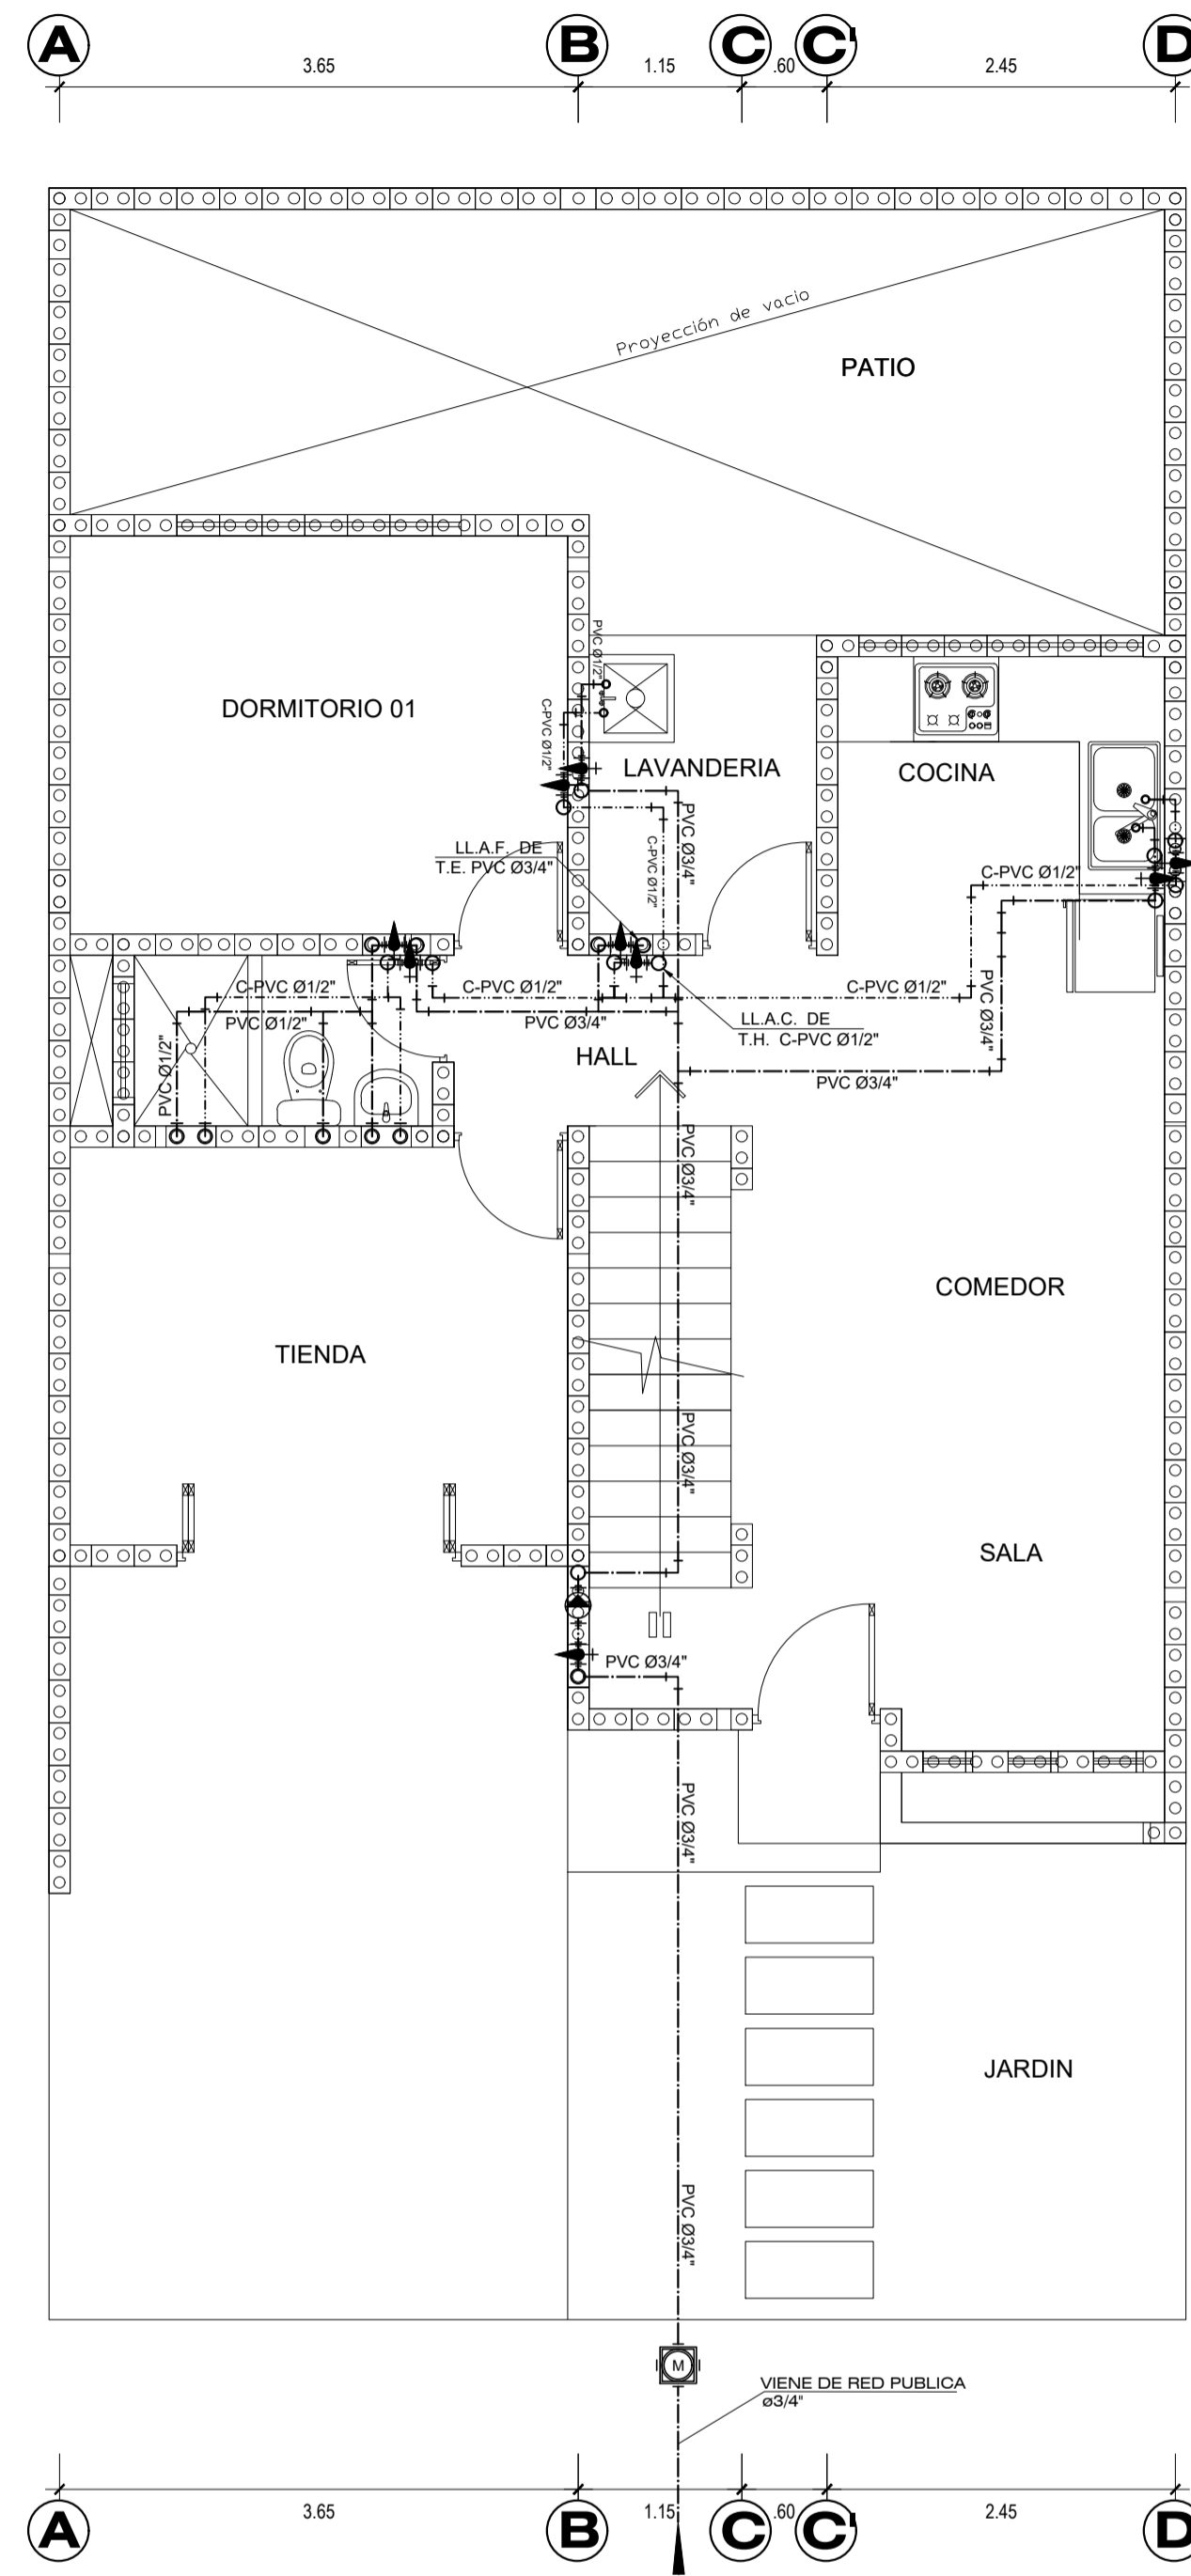 A B C C' D
3.65 1.15 .60 2.45
Proyección de vacio
PATIO
PVC Ø1/2"
C-PVC Ø1/2"
DORMITORIO 01
LAVANDERIA
COCINA
PVC Ø3/4"
C-PVC Ø1/2"
LL.A.F. DE
T.E. PVC Ø3/4"
C-PVC Ø1/2"
C-PVC Ø1/2"
C-PVC Ø1/2"
C-PVC Ø1/2"
PVC Ø1/2"
PVC Ø1/2"
PVC Ø3/4"
LL.A.C. DE
T.H. C-PVC Ø1/2"
PVC Ø3/4"
HALL
PVC Ø3/4"
PVC Ø3/4"
COMEDOR
TIENDA
PVC Ø3/4"
SALA
PVC Ø3/4"
PVC Ø3/4"
JARDIN
PVC Ø3/4"
M
VIENE DE RED PUBLICA
ø3/4"
3.65 1.15 .60 2.45
A B C C' D